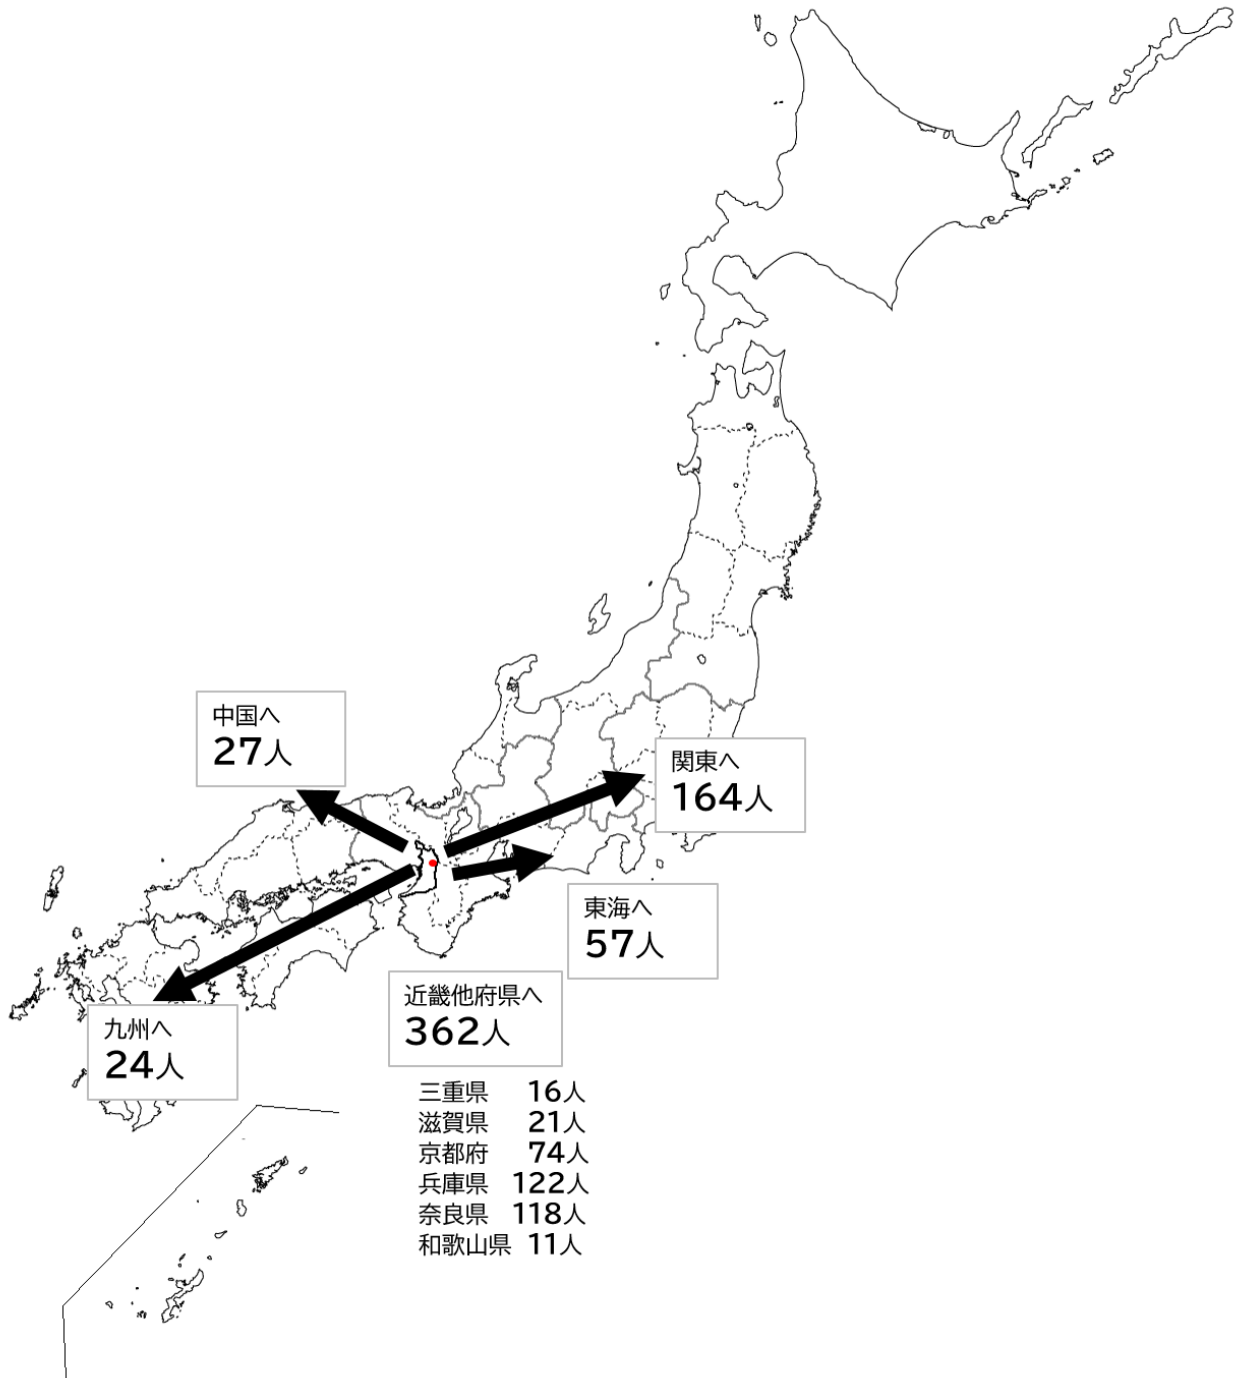 中国へ
27人
関東へ
164人
東海へ
57人
九州へ
24人
近畿他府県へ
362人
三重県 16人
滋賀県 21人
京都府 74人
兵庫県 122人
奈良県 118人
和歌山県 11人